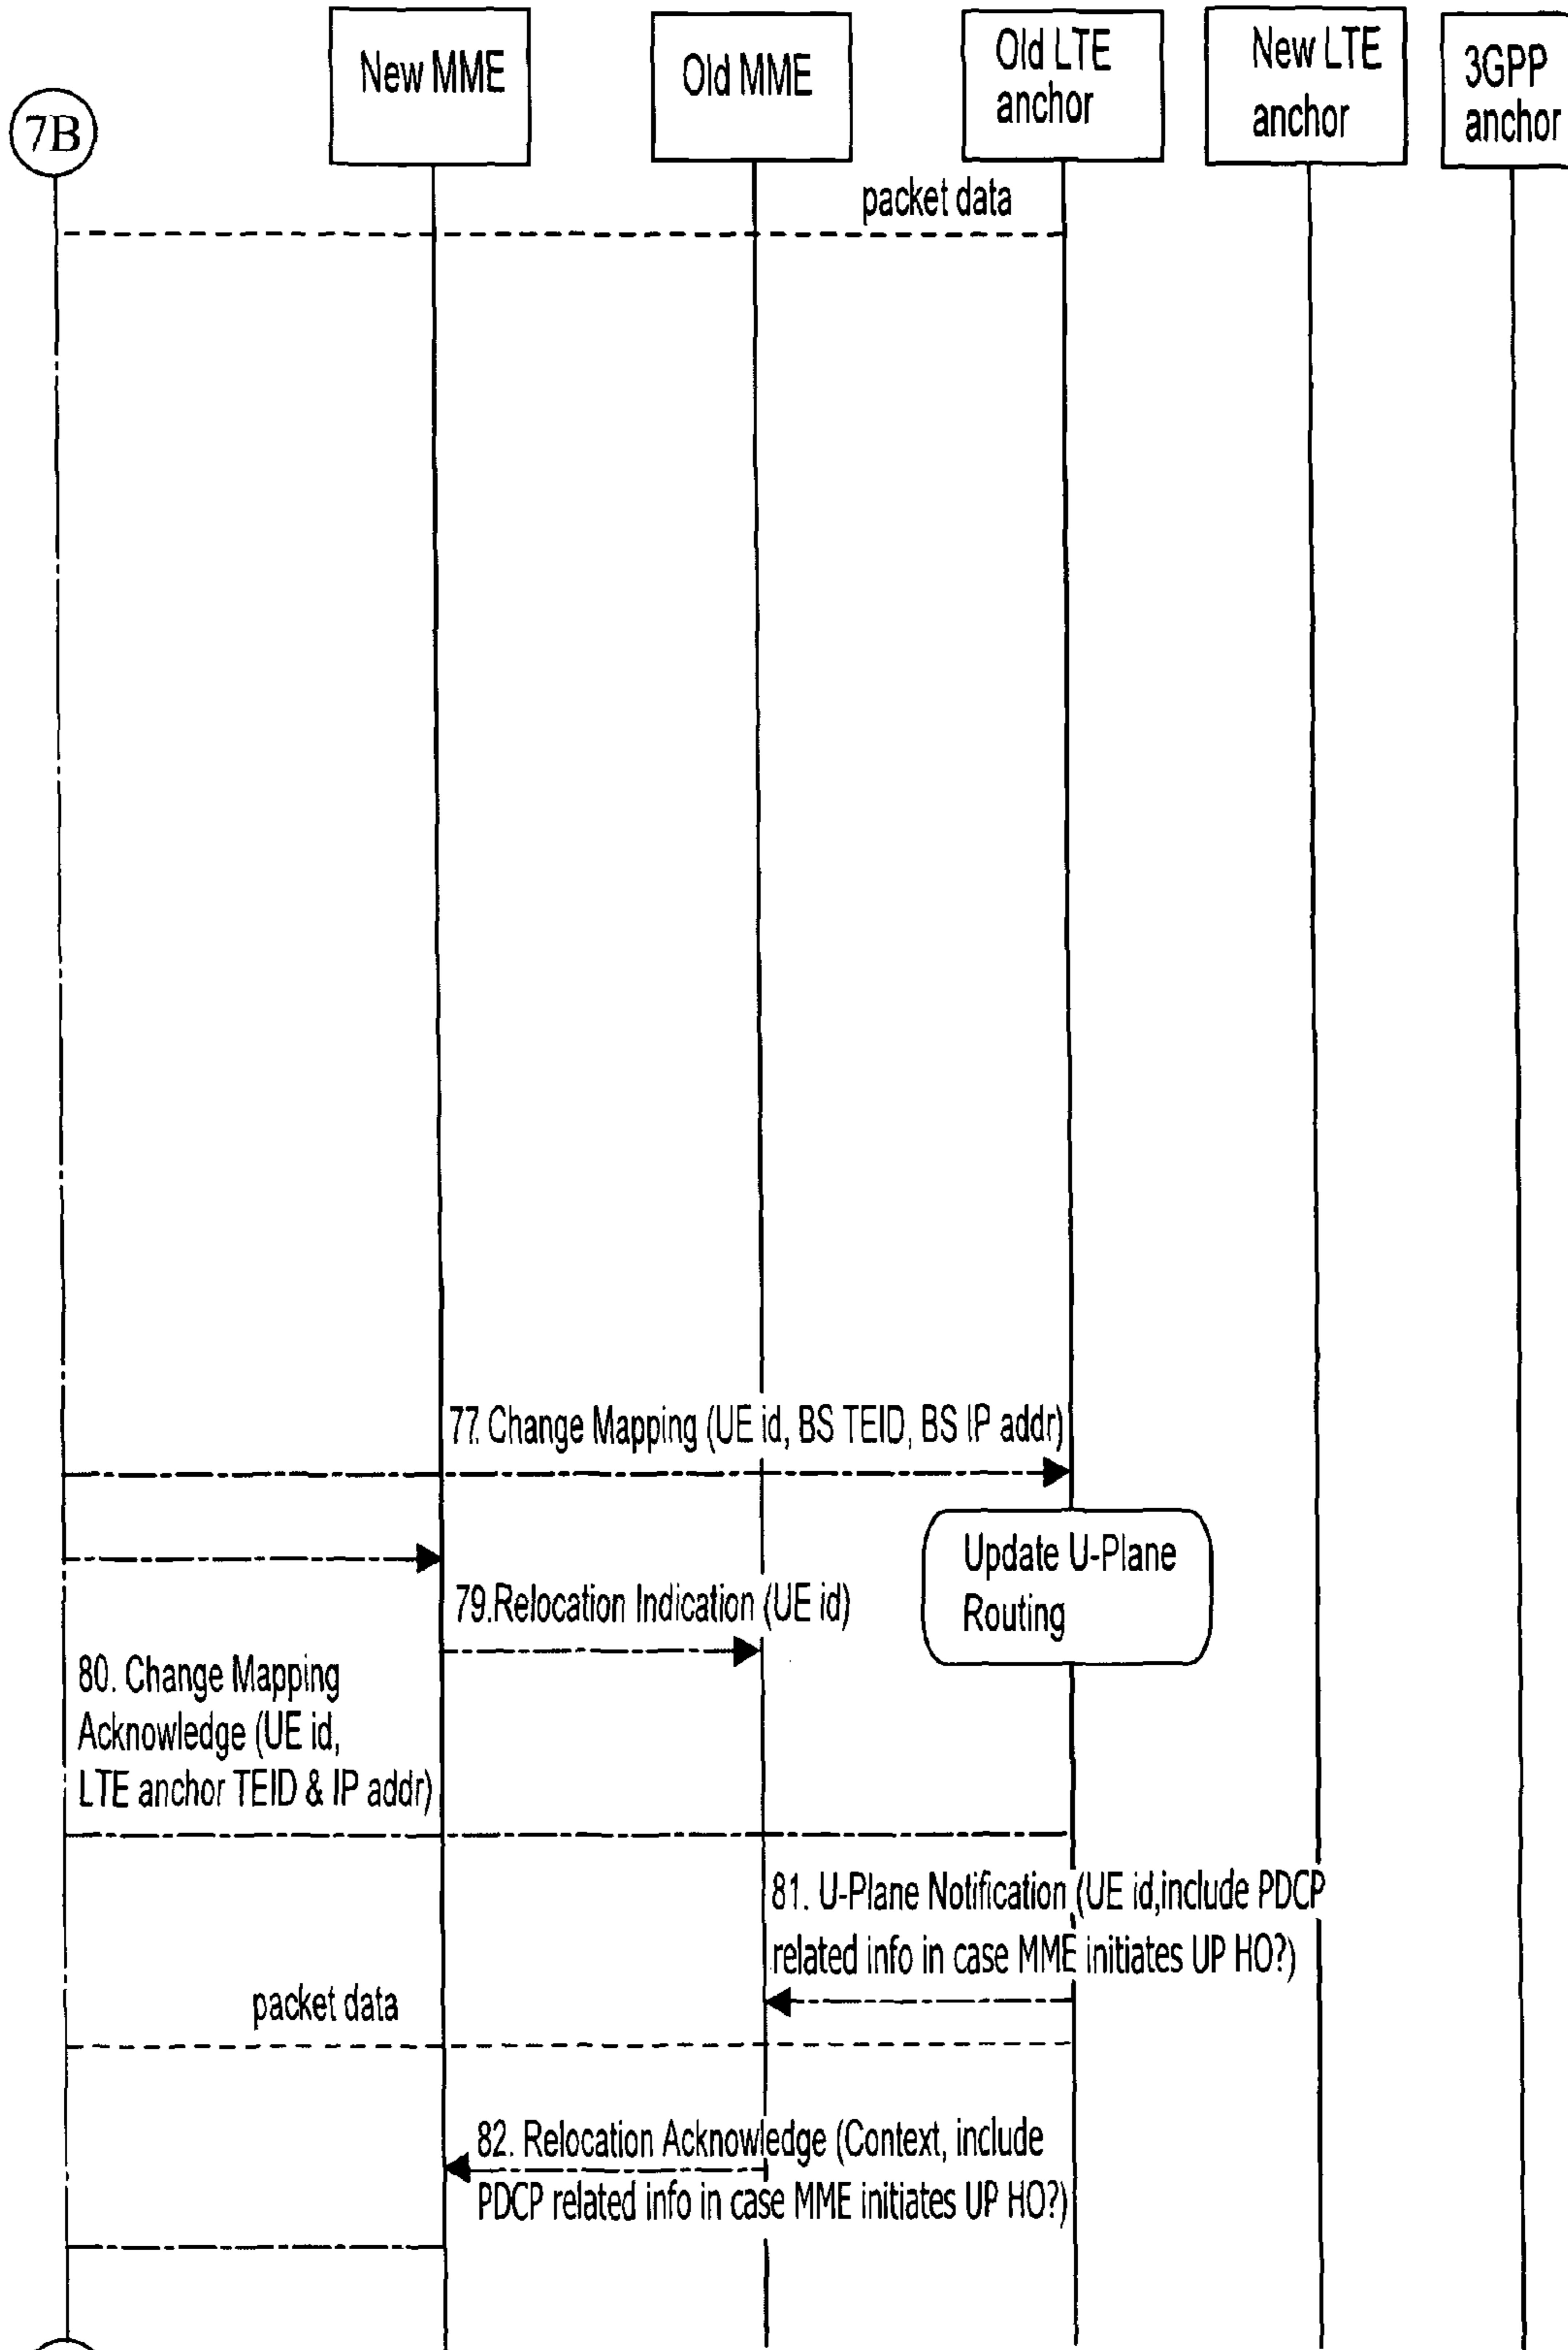 7B
New MME
Old MME
Old LTE
anchor
New LTE
anchor
3GPP
anchor
packet data
77. Change Mapping (UE id, BS TEID, BS IP addr)
Update U-Plane
Routing
79.Relocation Indication (UE id)
80. Change Mapping
Acknowledge (UE id,
LTE anchor TEID & IP addr)
81. U-Plane Notification (UE id,include PDCP
related info in case MME initiates UP HO?)
packet data
82. Relocation Acknowledge (Context, include
PDCP related info in case MME initiates UP HO?)